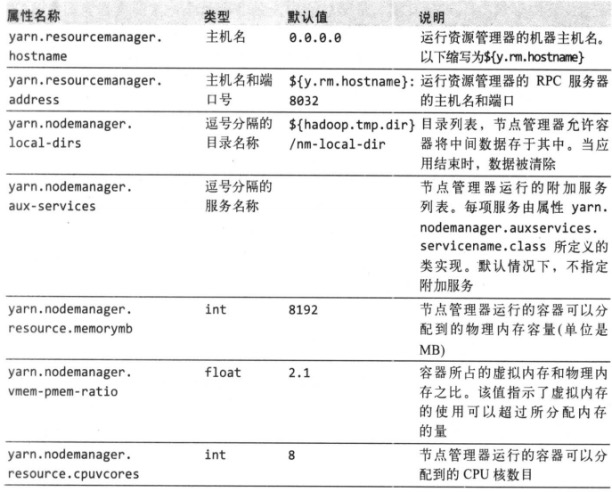 属性名称 类型 默认值 说明
yarn.resourcemanager. 主机名 0.0.0.0 运行资源管理器的机器主机名。
hostname 以下缩写为${y.rm.hostname}
yarn.resourcemanager. 主机名和端 ${y.rm.hostname}: 运行资源管理器的 RPC 服务器
address 口号 8032 的主机名和端口
yarn.nodemanager. 逗号分隔的 ${hadoop.tmp.dir} 目录列表，节点管理器允许容
local-dirs 目录名称 /nm-local-dir 器将中间数据存于其中。当应
用结束时，数据被清除
yarn.nodemanager. 逗号分隔的 节点管理器运行的附加服务
aux-services 服务名称 列表。每项服务由属性 yarn.
nodemanager.auxservices.
servicename.class 所定义的
类实现。默认情况下，不指定
附加服务
yarn.nodemanager. int 8192 节点管理器运行的容器可以分
resource.memorymb 配到的物理内存容量(单位是
MB)
yarn.nodemanager. float 2.1 容器所占的虚拟内存和物理内
vmem-pmem-ratio 存之比。该值指示了虚拟内存
的使用可以超过所分配内存
的量
yarn.nodemanager. int 8 节点管理器运行的容器可以分
resource.cpuvcores 配到的 CPU 核数目